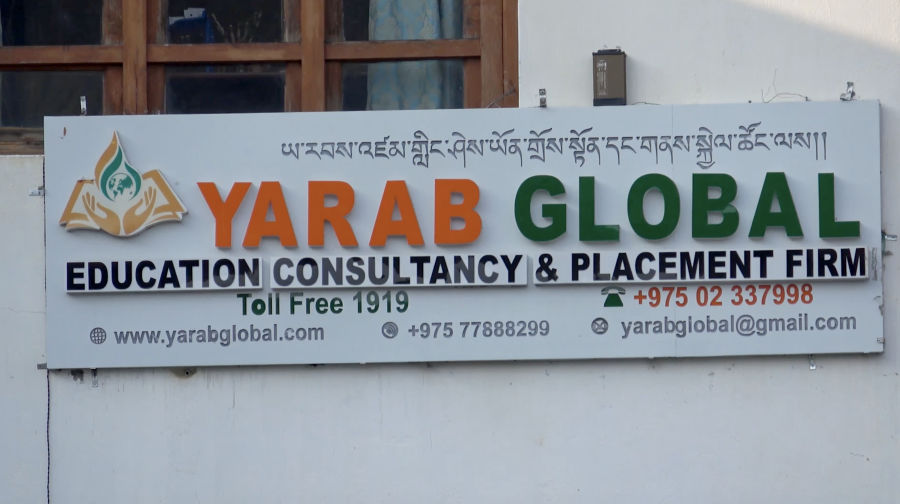 ཡ་རབས་འཛམ་གླིང་ཤེས་ཡོན་གྲོས་སྟོན་དང་གནས་སྐྱེལ་ཚོང་ལས།།
YARAB GLOBAL
EDUCATION CONSULTANCY & PLACEMENT FIRM
Toll Free 1919 +975 02 337998
www.yarabglobal.com +975 77888299 yarabglobal@gmail.com